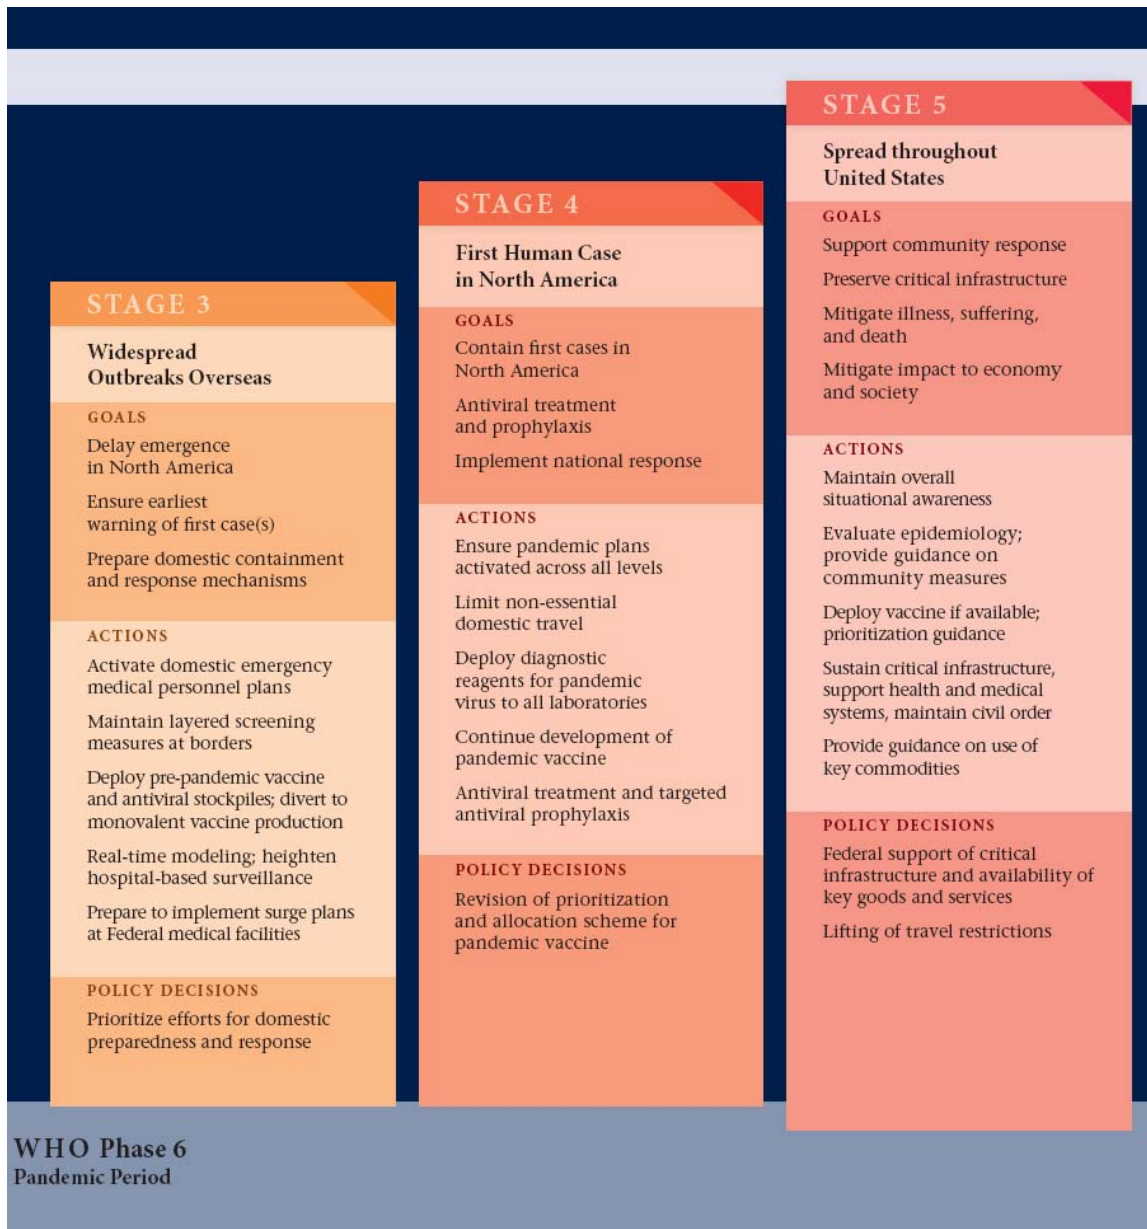 STAGE 3
Widespread
Outbreaks Overseas
GOALS
Delay emergence
in North America
Ensure earliest
warning of first case(s)
Prepare domestic containment
and response mechanisms
ACTIONS
Activate domestic emergency
medical personnel plans
Maintain layered screening
measures at borders
Deploy pre-pandemic vaccine
and antiviral stockpiles; divert to
monovalent vaccine production
Real-time modeling; heighten
hospital-based surveillance
Prepare to implement surge plans
at Federal medical facilities
POLICY DECISIONS
Prioritize efforts for domestic
preparedness and response
STAGE 4
First Human Case
in North America
GOALS
Contain first cases in
North America
Antiviral treatment
and prophylaxis
Implement national response
ACTIONS
Ensure pandemic plans
activated across all levels
Limit non-essential
domestic travel
Deploy diagnostic
reagents for pandemic
virus to all laboratories
Continue development of
pandemic vaccine
Antiviral treatment and targeted
antiviral prophylaxis
POLICY DECISIONS
Revision of prioritization
and allocation scheme for
pandemic vaccine
STAGE 5
Spread throughout
United States
GOALS
Support community response
Preserve critical infrastructure
Mitigate illness, suffering,
and death
Mitigate impact to economy
and society
ACTIONS
Maintain overall
situational awareness
Evaluate epidemiology;
provide guidance on
community measures
Deploy vaccine if available;
prioritization guidance
Sustain critical infrastructure,
support health and medical
systems, maintain civil order
Provide guidance on use of
key commodities
POLICY DECISIONS
Federal support of critical
infrastructure and availability of
key goods and services
Lifting of travel restrictions
WHO Phase 6
Pandemic Period